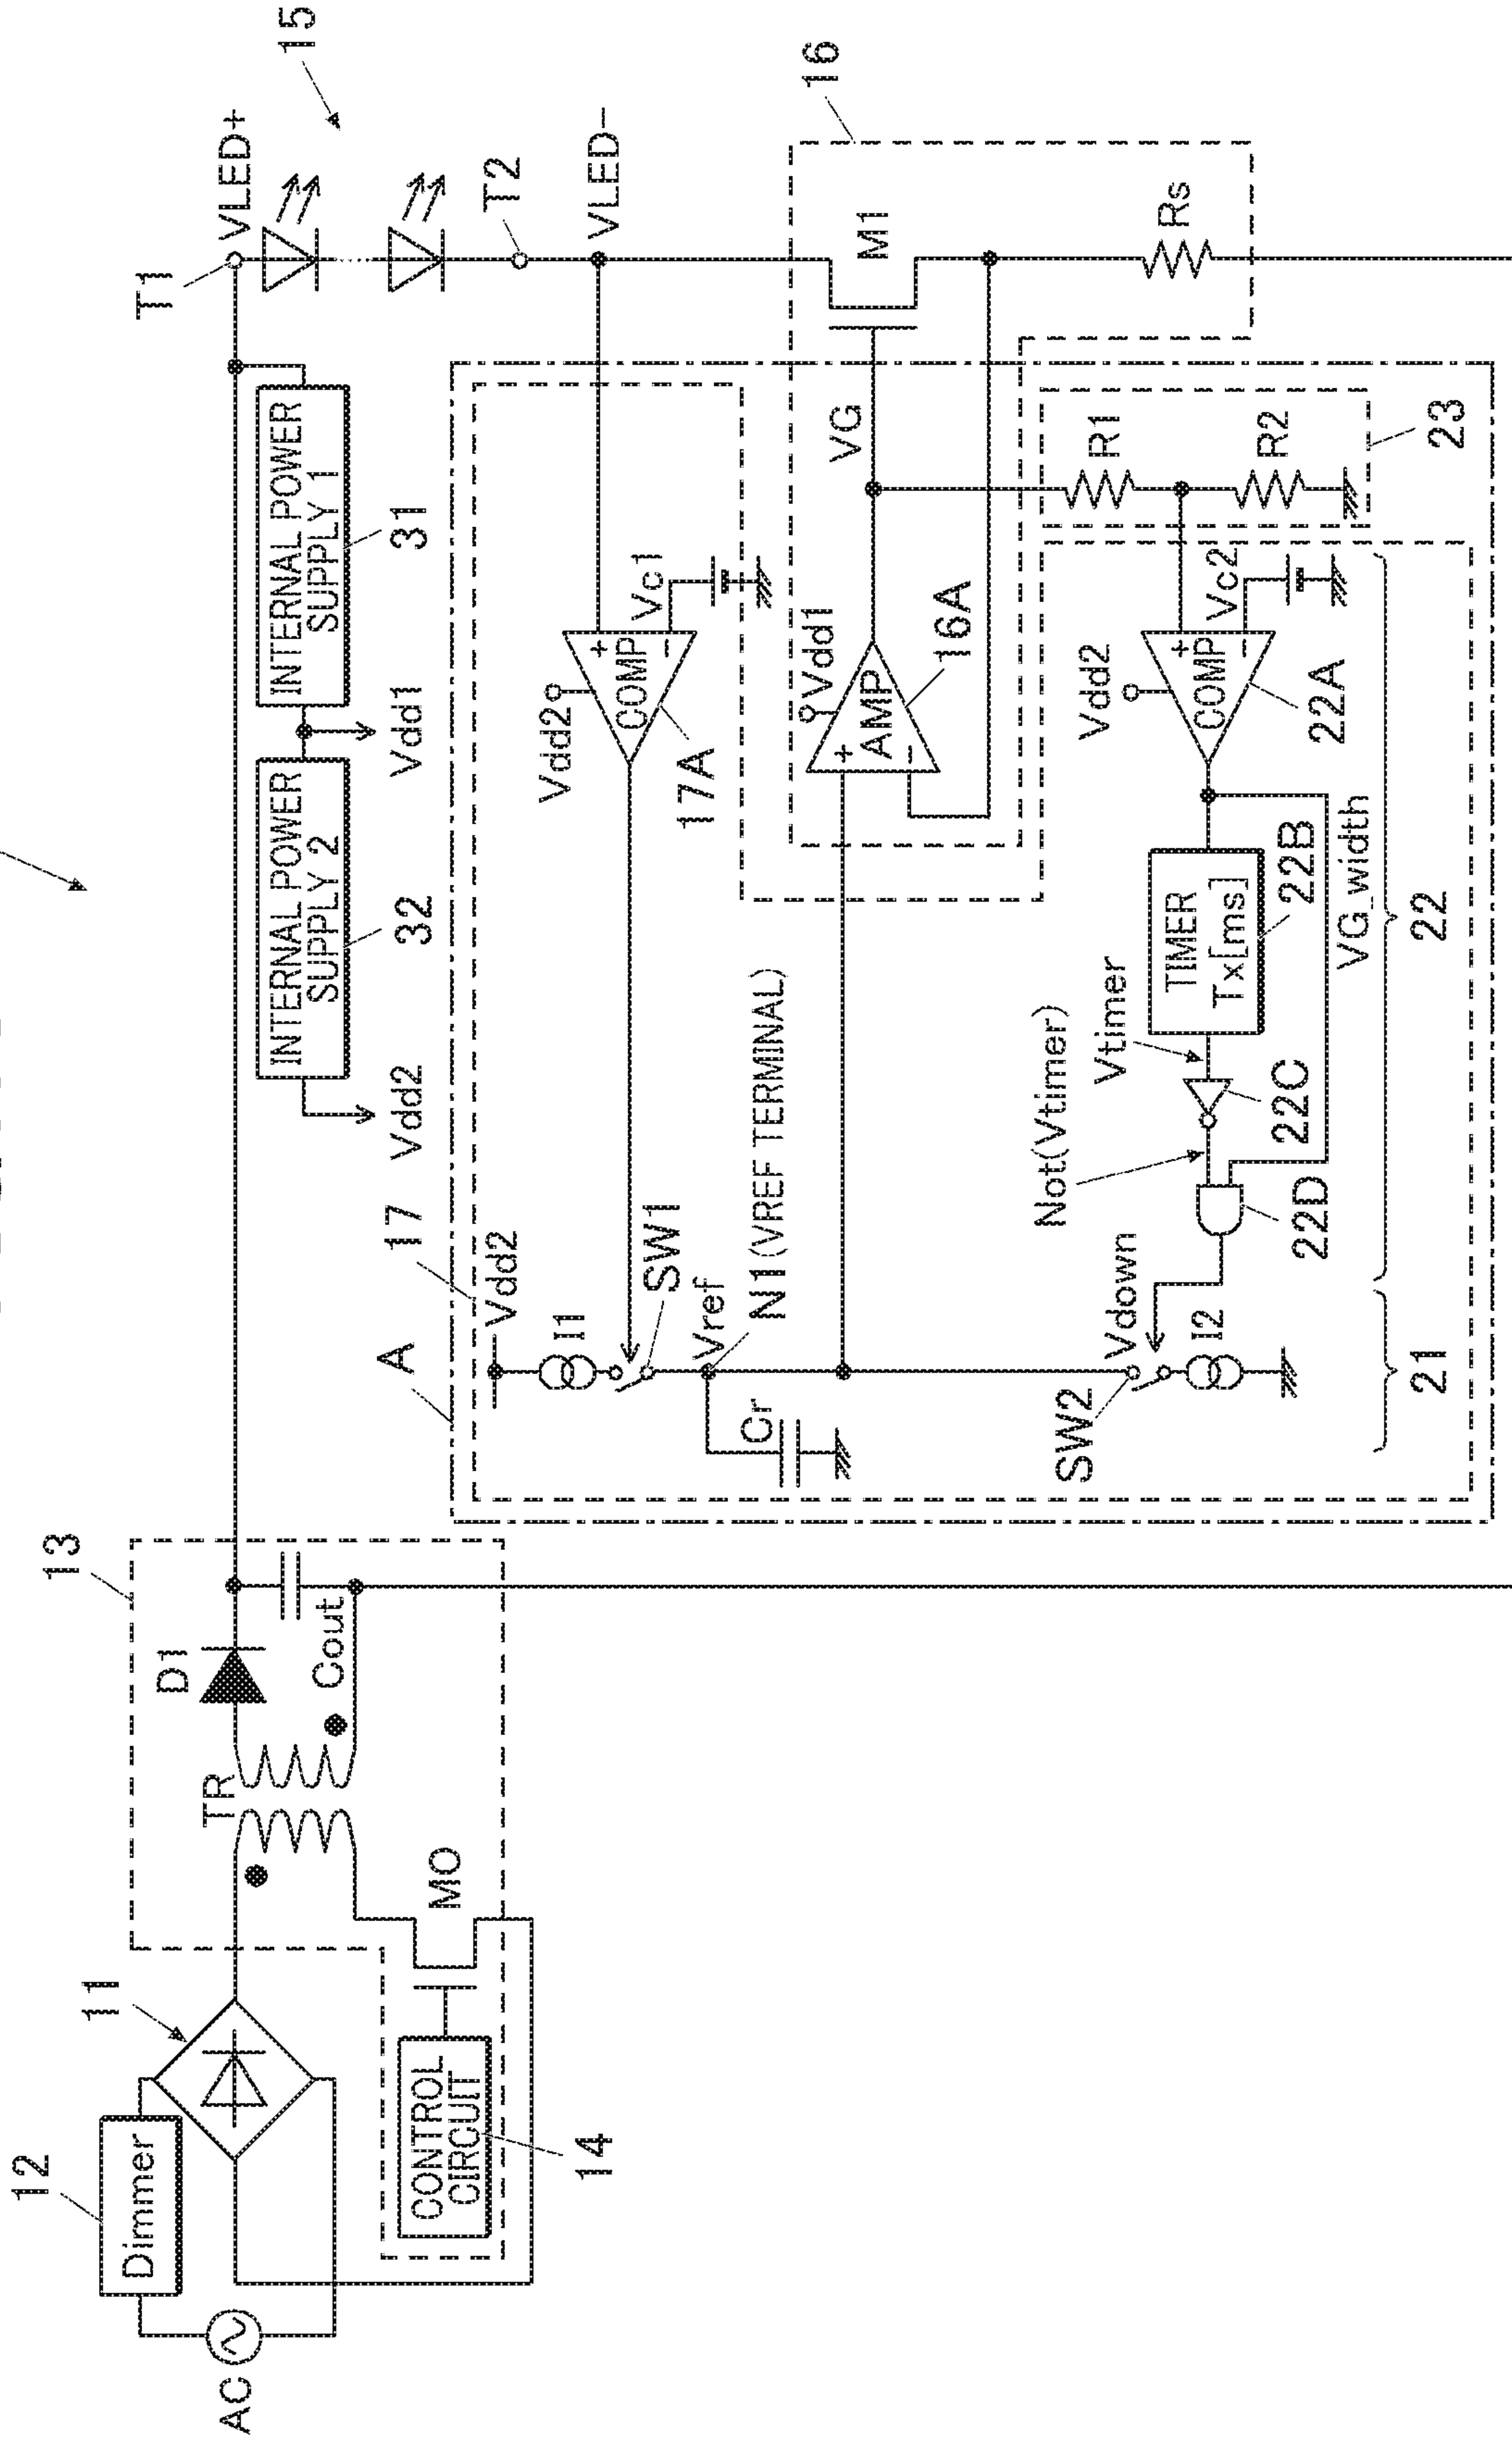 12
Dimmer
AC
11
CONTROL
CIRCUIT
14
MO
13
TR
D1
Cout
A
17
Vdd2
I1
SW1
Vref
N1(VREF TERMINAL)
Cr
SW2
Vdown
I2
21
INTERNAL POWER
SUPPLY 2
32
Vdd2
INTERNAL POWER
SUPPLY 1
31
Vdd1
T1
VLED+
15
T2
VLED-
Vdd2
COMP
+
-
17A
Vc1
Vdd1
AMP
+
-
16A
VG
M1
16
Rs
R1
R2
23
Vdd2
COMP
+
-
22A
Vc2
TIMER
Tx[ms]
22B
Vtimer
Not(Vtimer)
22C
22D
VG_width
22